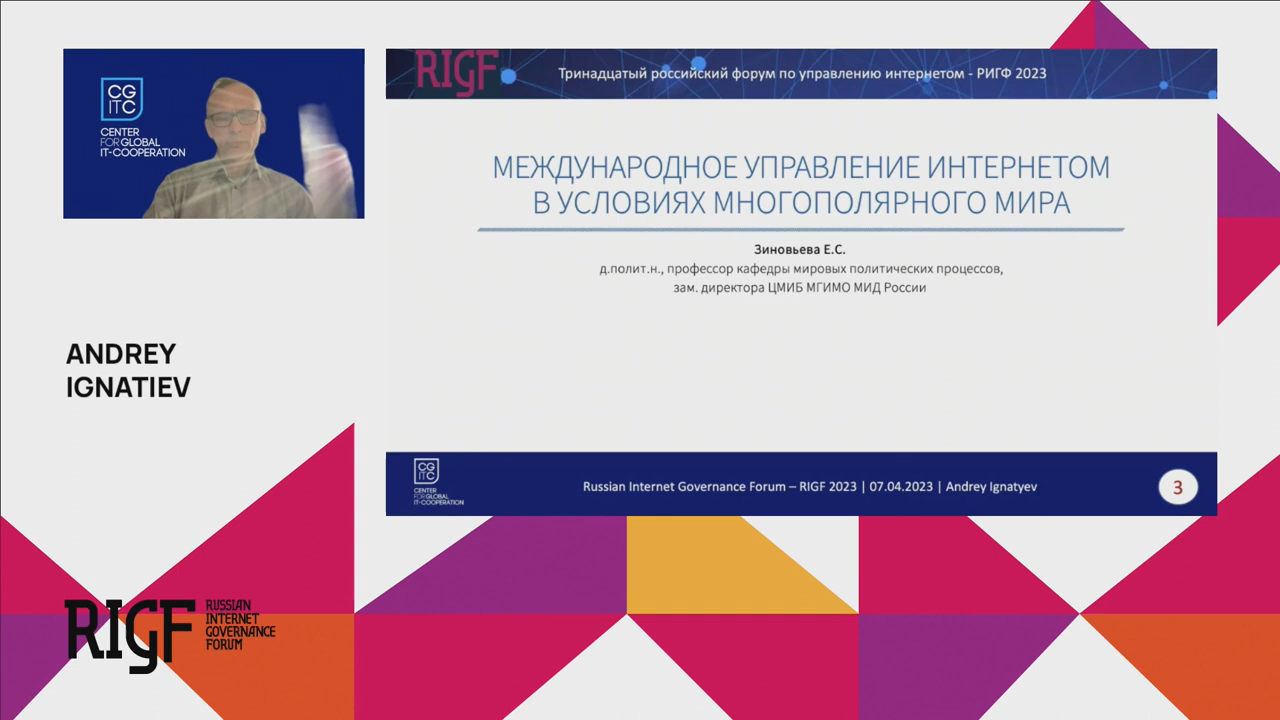 CG
ITC
CENTER
FOR GLOBAL
IT-COOPERATION
ANDREY
IGNATIEV
RIGF
Тринадцатый российский форум по управлению интернетом - РИГФ 2023
МЕЖДУНАРОДНОЕ УПРАВЛЕНИЕ ИНТЕРНЕТОМ
В УСЛОВИЯХ МНОГОПОЛЯРНОГО МИРА
Зиновьева Е.С.
д.полит.н., профессор кафедры мировых политических процессов,
зам. директора ЦМИБ МГИМО МИД России
CG
ITC
CENTER
FOR GLOBAL
IT-COOPERATION
Russian Internet Governance Forum – RIGF 2023 | 07.04.2023 | Andrey Ignatyev
3
RIGF
RUSSIAN
INTERNET
GOVERNANCE
FORUM